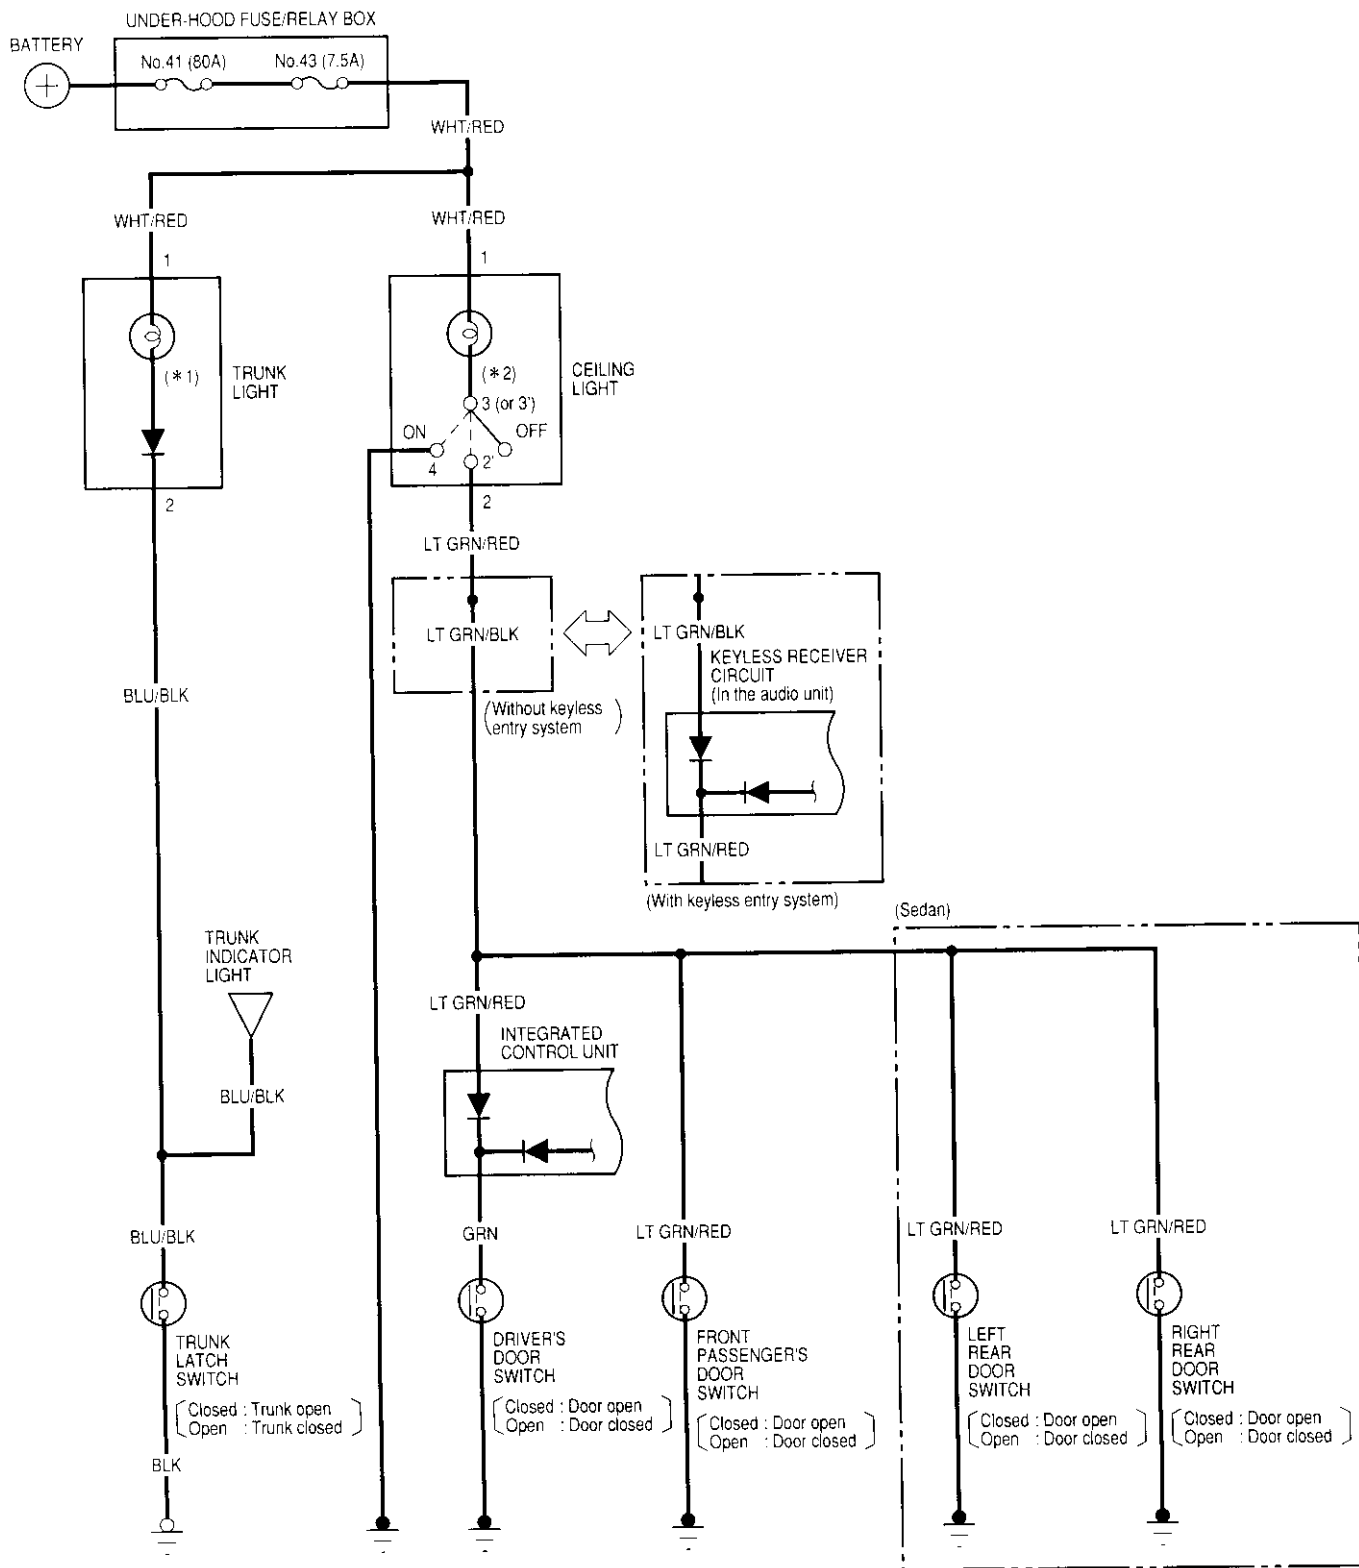 UNDER-HOOD FUSE/RELAY BOX
BATTERY
No.41 (80A)
No.43 (7.5A)
+
WHT/RED
WHT/RED
WHT/RED
1
1
(*1)
TRUNK
LIGHT
(*2)
CEILING
LIGHT
3 (or 3')
ON
OFF
4
2'
2
2
LT GRN/RED
LT GRN/BLK
LT GRN/BLK
KEYLESS RECEIVER
CIRCUIT
(In the audio unit)
BLU/BLK
(Without keyless
entry system)
LT GRN/RED
(With keyless entry system)
(Sedan)
TRUNK
INDICATOR
LIGHT
LT GRN/RED
INTEGRATED
CONTROL UNIT
BLU/BLK
BLU/BLK
GRN
LT GRN/RED
LT GRN/RED
LT GRN/RED
TRUNK
LATCH
SWITCH
[Closed : Trunk open
Open : Trunk closed]
DRIVER'S
DOOR
SWITCH
[Closed : Door open
Open : Door closed]
FRONT
PASSENGER'S
DOOR
SWITCH
[Closed : Door open
Open : Door closed]
LEFT
REAR
DOOR
SWITCH
[Closed : Door open
Open : Door closed]
RIGHT
REAR
DOOR
SWITCH
[Closed : Door open
Open : Door closed]
BLK